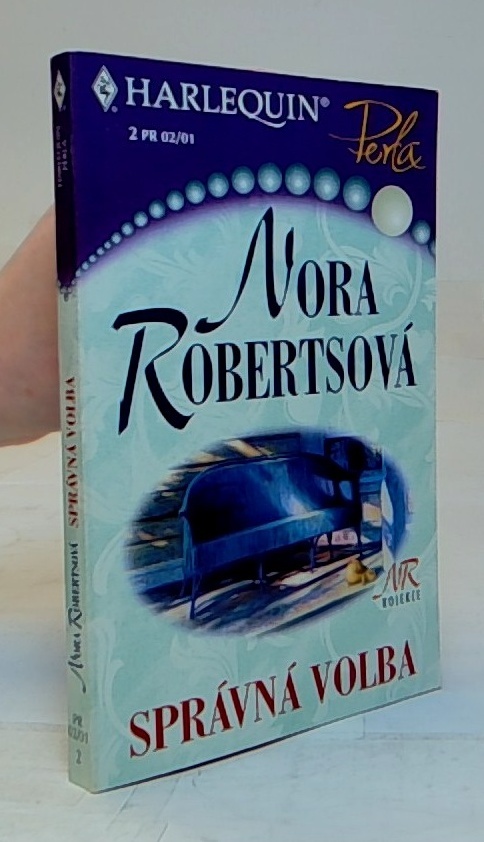 HARLEQUIN®
Perla
2 PR 02/01
NORA
ROBERTSOVÁ
NR
KOLEKCE
SPRÁVNÁ VOLBA
NORA ROBERTSOVÁ SPRÁVNÁ VOLBA
PR
02/01
2